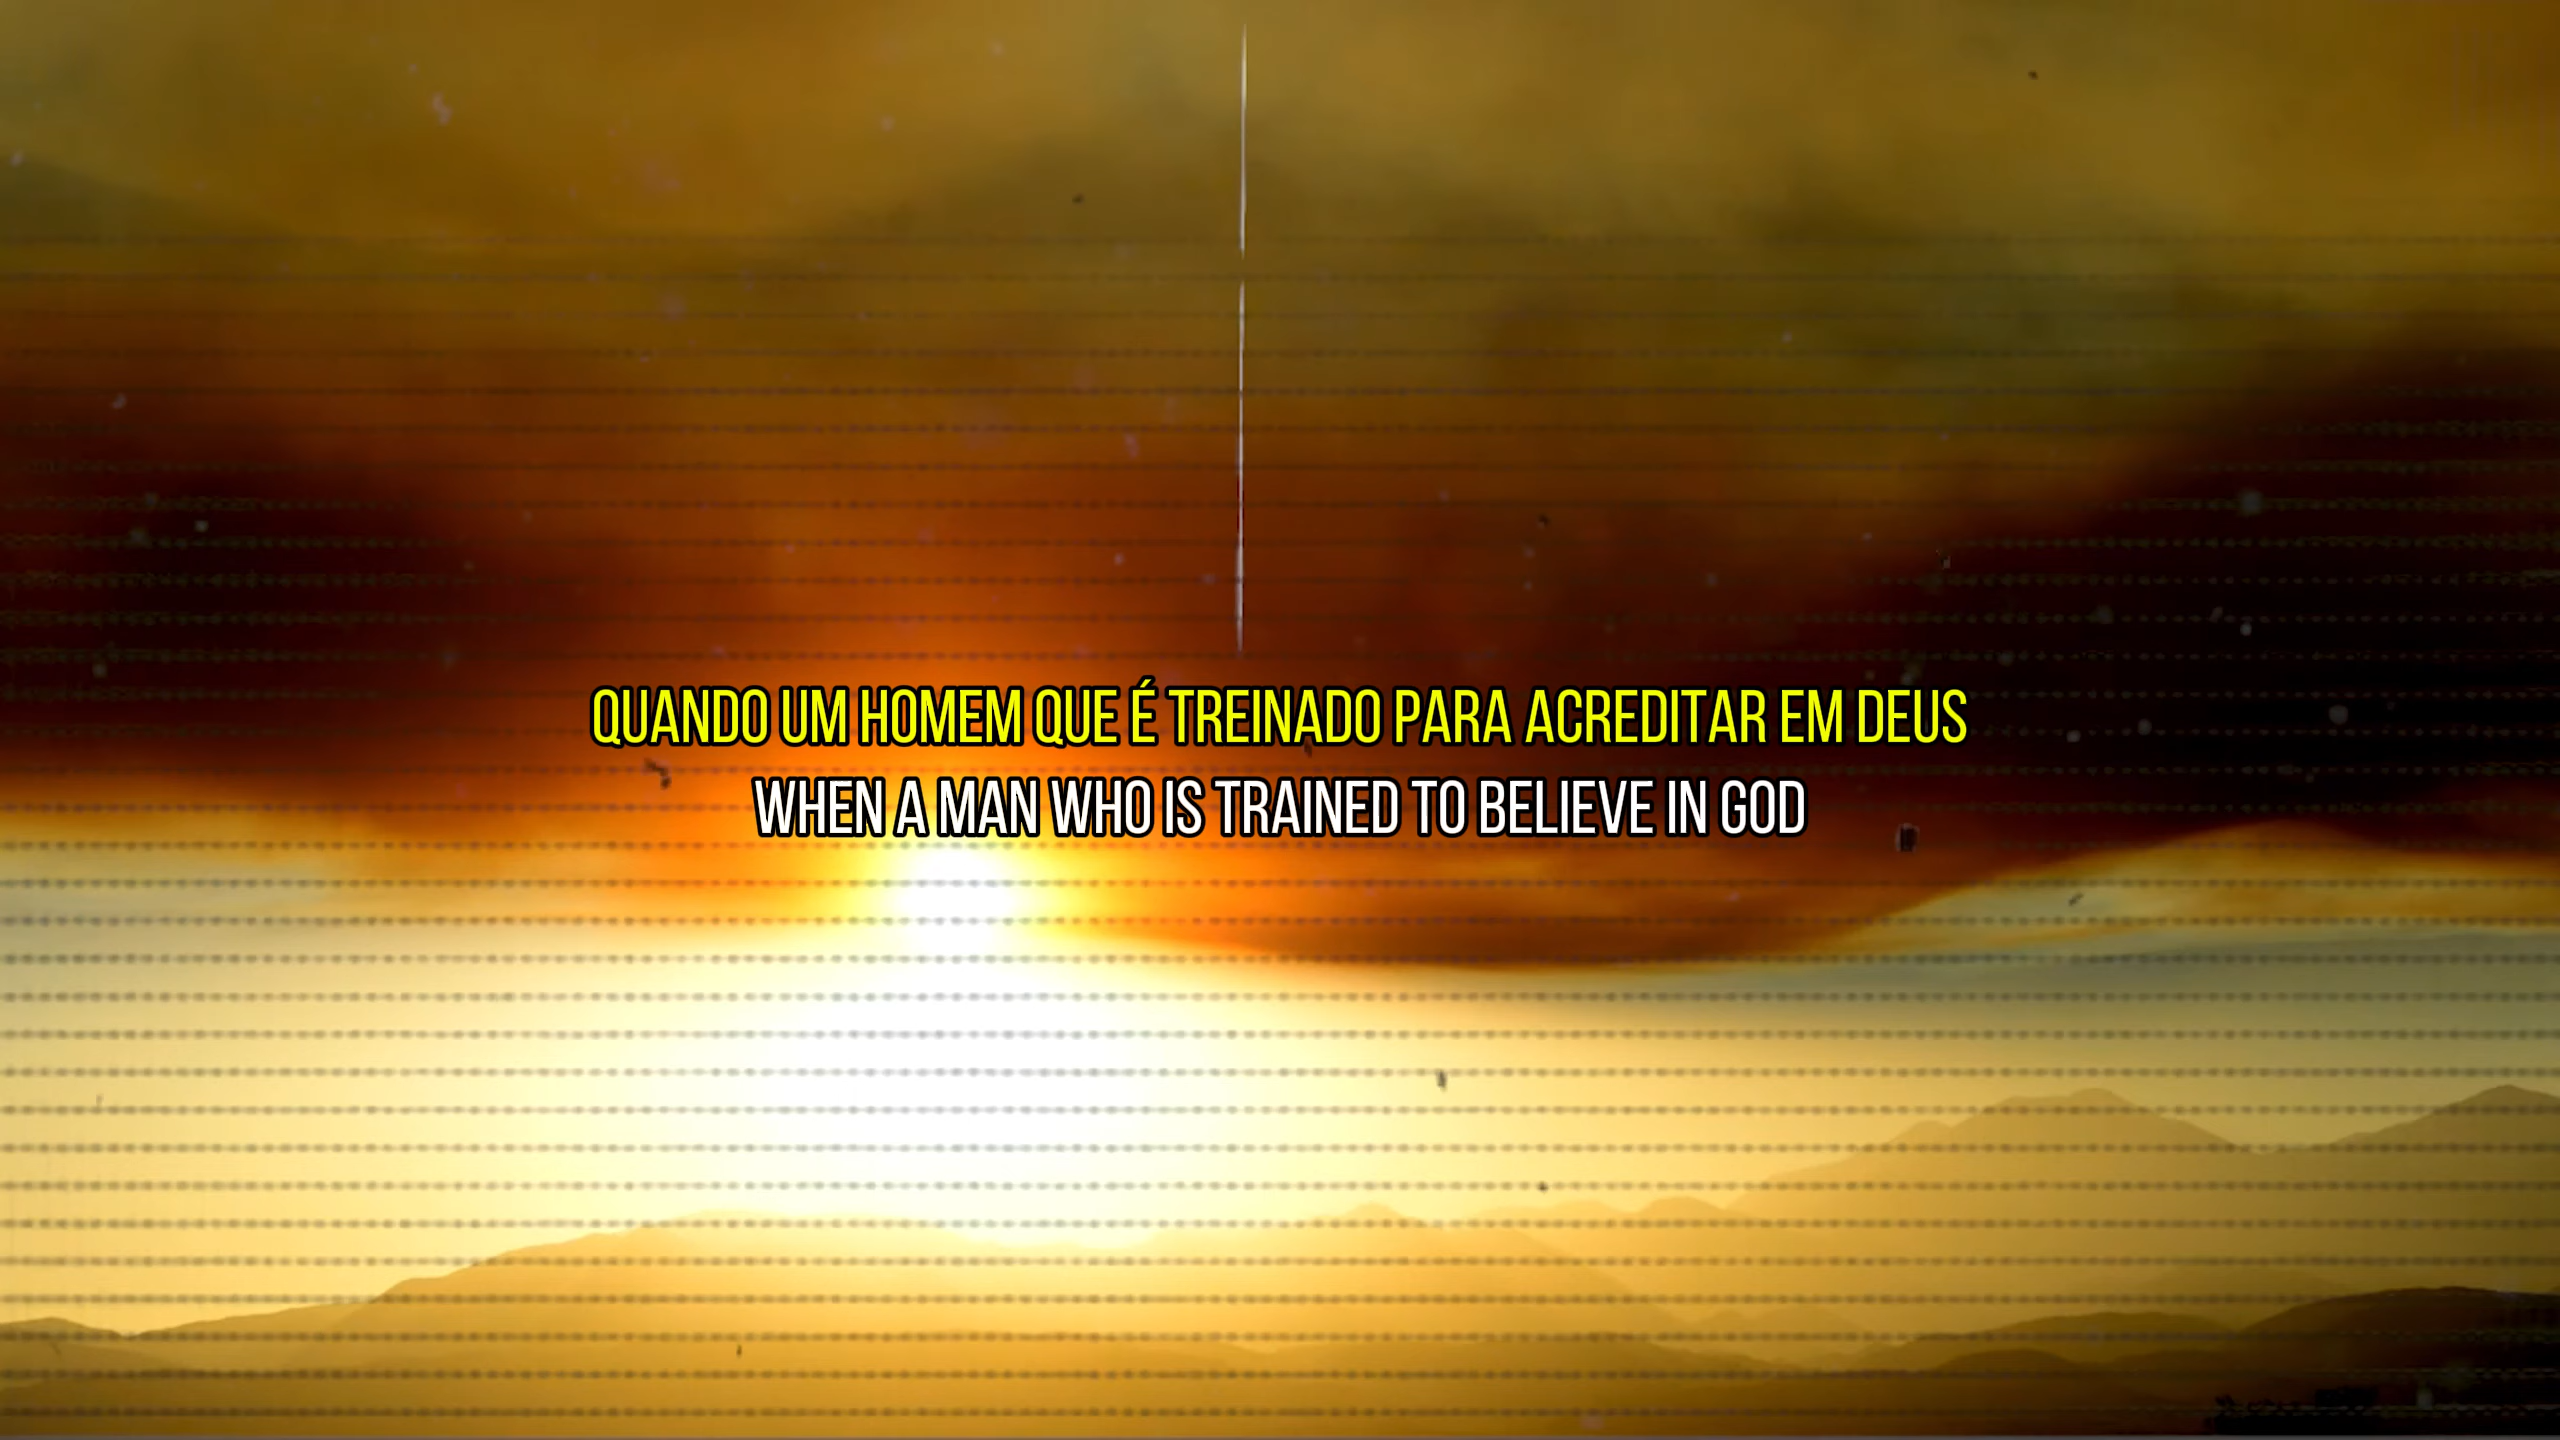 QUANDO UM HOMEM QUE É TREINADO PARA ACREDITAR EM DEUS
WHEN A MAN WHO IS TRAINED TO BELIEVE IN GOD